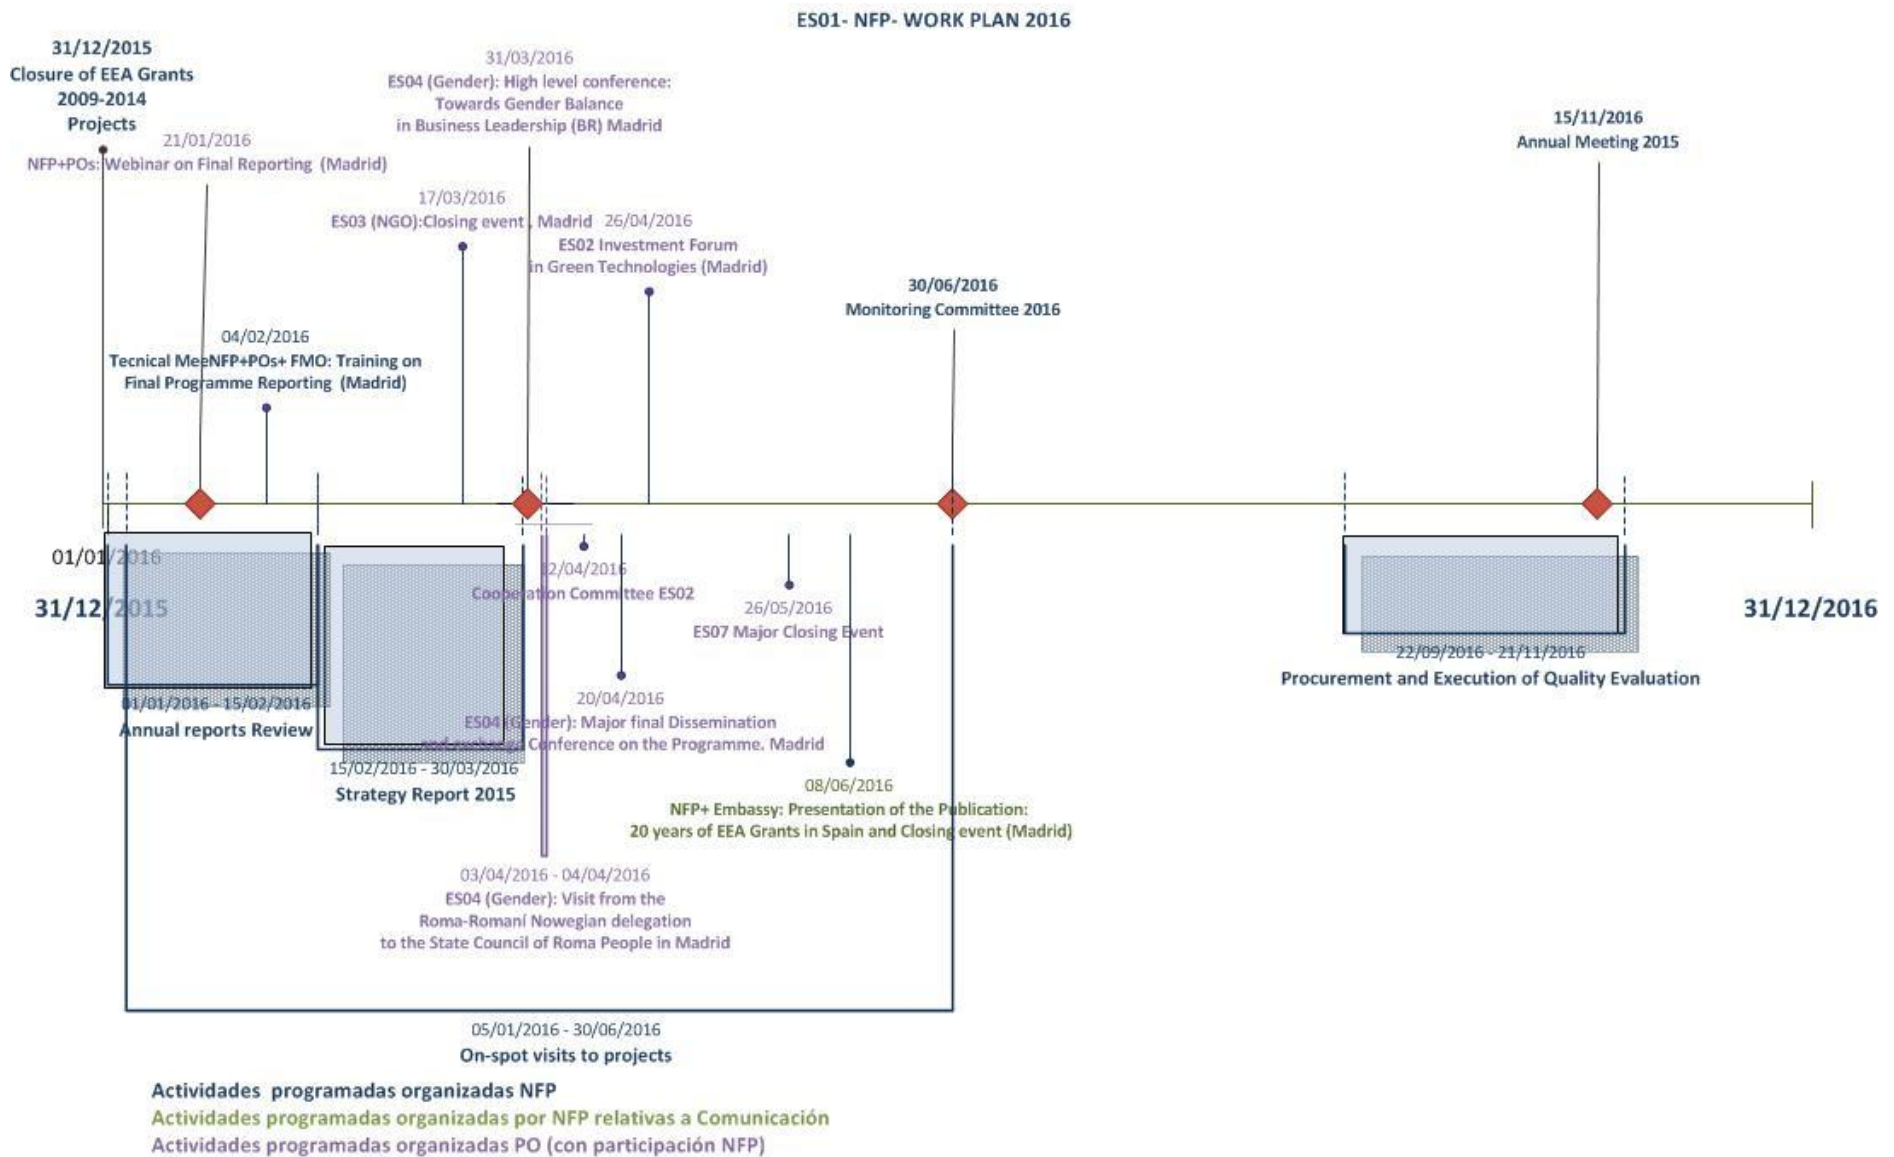 ES01- NFP- WORK PLAN 2016
31/12/2015
Closure of EEA Grants
2009-2014
Projects
21/01/2016
NFP+POs: Webinar on Final Reporting (Madrid)
31/03/2016
ES04 (Gender): High level conference:
Towards Gender Balance
in Business Leadership (BR) Madrid
15/11/2016
Annual Meeting 2015
17/03/2016
ES03 (NGO):Closing event , Madrid
26/04/2016
ES02 Investment Forum
in Green Technologies (Madrid)
30/06/2016
Monitoring Committee 2016
04/02/2016
Tecnical MeeNFP+POs+ FMO: Training on
Final Programme Reporting (Madrid)
01/01/2016
31/12/2015
12/04/2016
Cooperation Committee ES02
26/05/2016
ES07 Major Closing Event
31/12/2016
22/09/2016 - 21/11/2016
Procurement and Execution of Quality Evaluation
01/01/2016 - 15/02/2016
Annual reports Review
20/04/2016
ES04 (Gender): Major final Dissemination
and exchange Conference on the Programme. Madrid
15/02/2016 - 30/03/2016
Strategy Report 2015
08/06/2016
NFP+ Embassy: Presentation of the Publication:
20 years of EEA Grants in Spain and Closing event (Madrid)
03/04/2016 - 04/04/2016
ES04 (Gender): Visit from the
Roma-Romaní Nowegian delegation
to the State Council of Roma People in Madrid
05/01/2016 - 30/06/2016
On-spot visits to projects
Actividades programadas organizadas NFP
Actividades programadas organizadas por NFP relativas a Comunicación
Actividades programadas organizadas PO (con participación NFP)